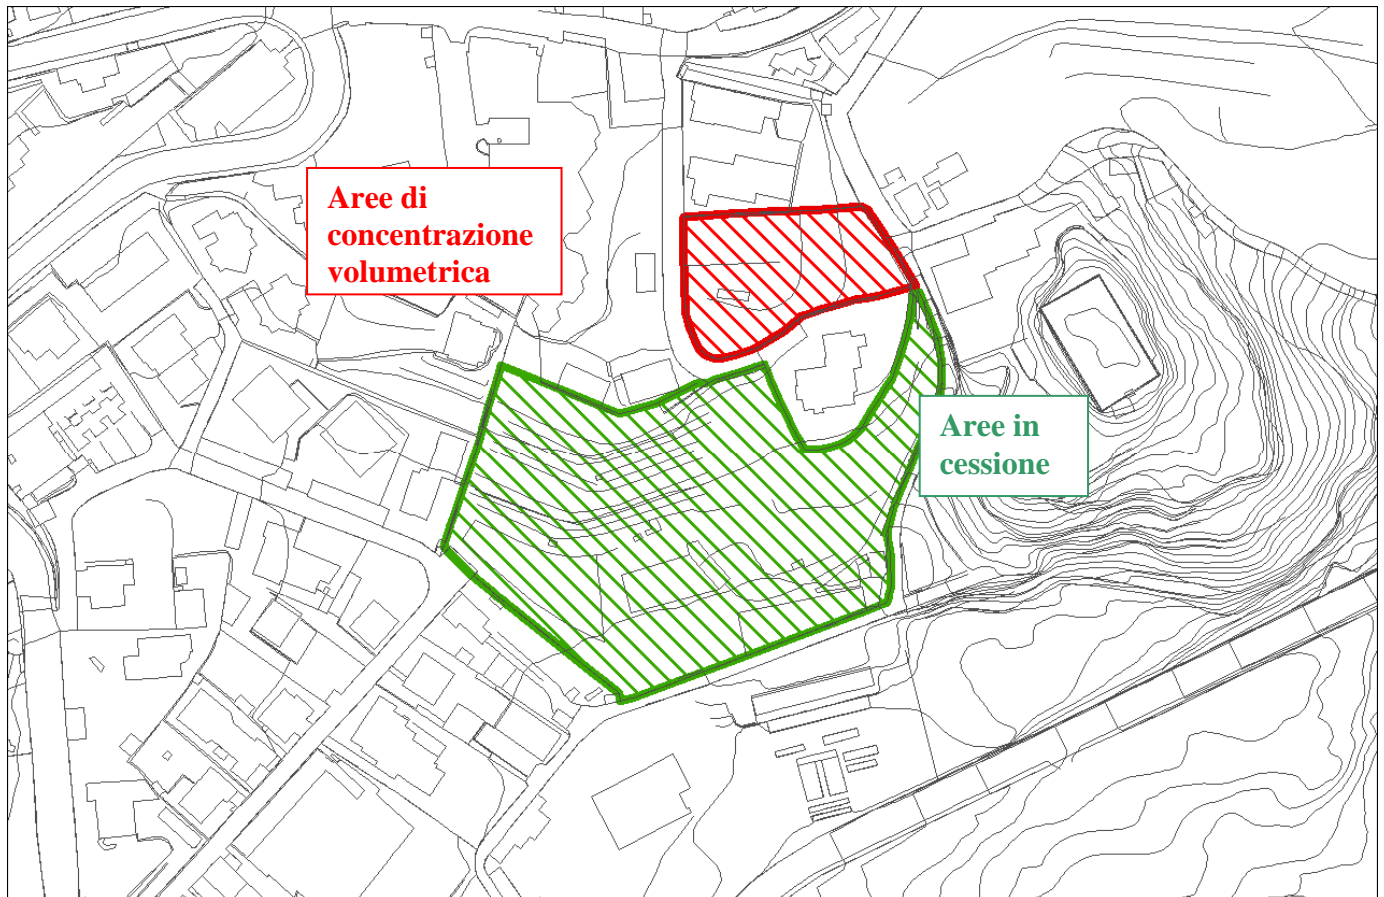 Aree di
concentrazione
volumetrica
Aree in
cessione